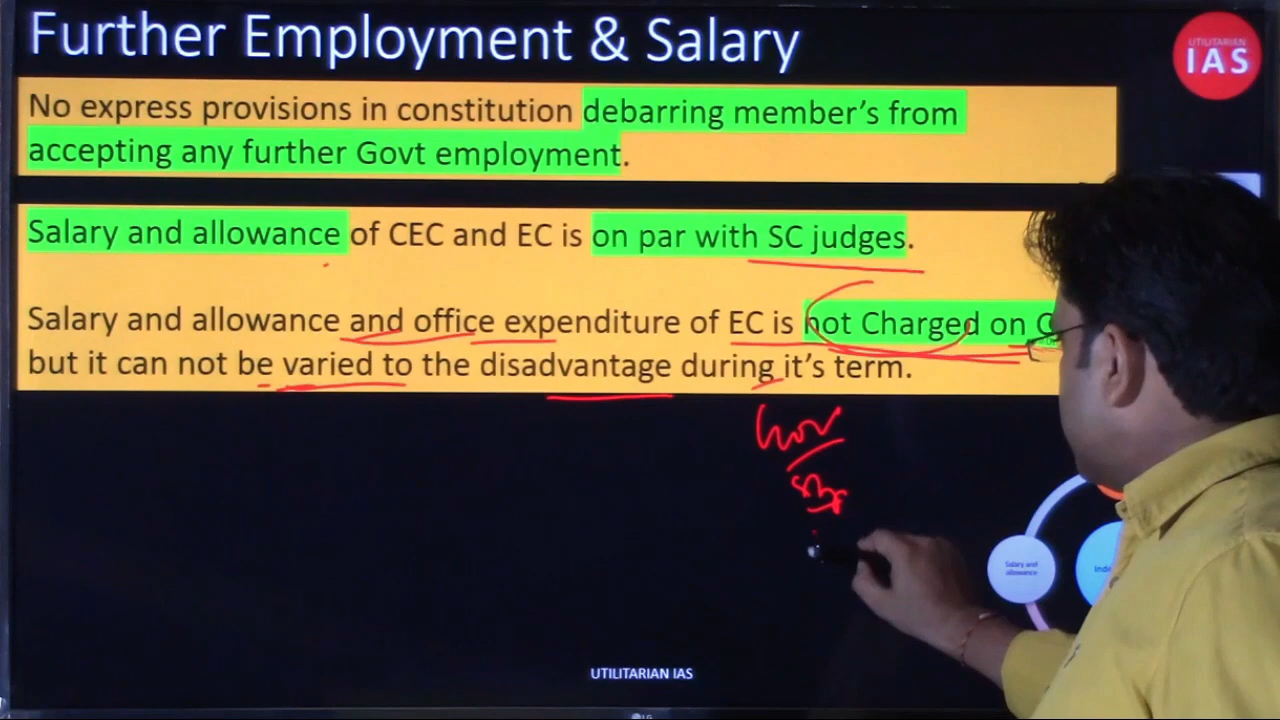 Further Employment & Salary
UTILITARIAN
IAS
No express provisions in constitution debarring member's from
accepting any further Govt employment.
Salary and allowance of CEC and EC is on par with SC judges.
Salary and allowance and office expenditure of EC is not Charged on
but it can not be varied to the disadvantage during it's term.
Gov
Salary and
allowance
UTILITARIAN IAS
LG